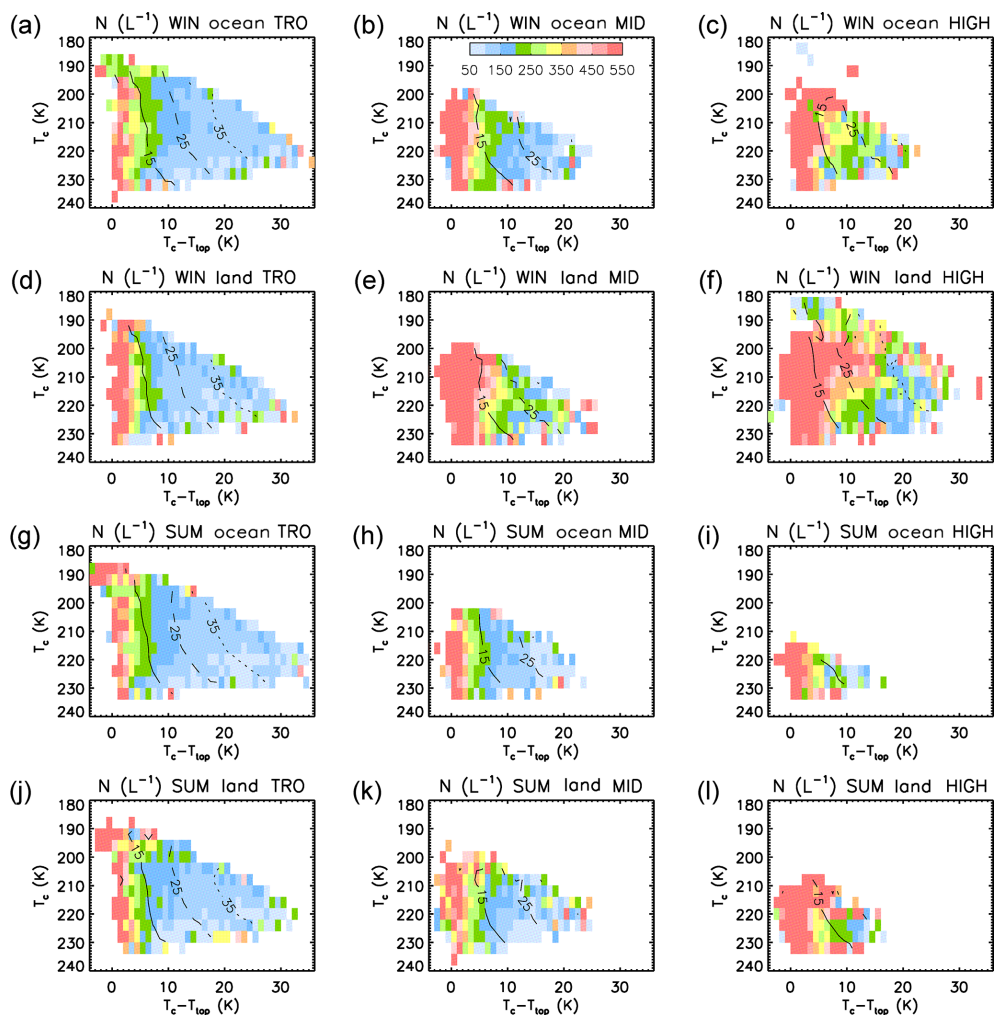 (a) N (L⁻¹) WIN ocean TRO
180
190
200
210
220
230
240
T_c (K)
15
25
35
0 10 20 30
T_c−T_top (K)
(b) N (L⁻¹) WIN ocean MID
50 150 250 350 450 550
180
190
200
210
220
230
240
T_c (K)
15
25
0 10 20 30
T_c−T_top (K)
(c) N (L⁻¹) WIN ocean HIGH
180
190
200
210
220
230
240
T_c (K)
15
25
0 10 20 30
T_c−T_top (K)
(d) N (L⁻¹) WIN land TRO
180
190
200
210
220
230
240
T_c (K)
15
25
35
0 10 20 30
T_c−T_top (K)
(e) N (L⁻¹) WIN land MID
180
190
200
210
220
230
240
T_c (K)
15
25
0 10 20 30
T_c−T_top (K)
(f) N (L⁻¹) WIN land HIGH
180
190
200
210
220
230
240
T_c (K)
15
25
0 10 20 30
T_c−T_top (K)
(g) N (L⁻¹) SUM ocean TRO
180
190
200
210
220
230
240
T_c (K)
15
25
35
0 10 20 30
T_c−T_top (K)
(h) N (L⁻¹) SUM ocean MID
180
190
200
210
220
230
240
T_c (K)
15
25
0 10 20 30
T_c−T_top (K)
(i) N (L⁻¹) SUM ocean HIGH
180
190
200
210
220
230
240
T_c (K)
0 10 20 30
T_c−T_top (K)
(j) N (L⁻¹) SUM land TRO
180
190
200
210
220
230
240
T_c (K)
15
25
35
0 10 20 30
T_c−T_top (K)
(k) N (L⁻¹) SUM land MID
180
190
200
210
220
230
240
T_c (K)
15
25
0 10 20 30
T_c−T_top (K)
(l) N (L⁻¹) SUM land HIGH
180
190
200
210
220
230
240
T_c (K)
15
0 10 20 30
T_c−T_top (K)